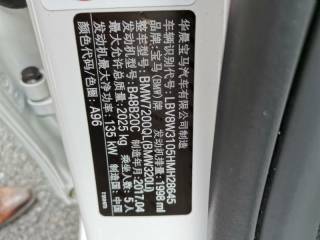 华晨宝马汽车有限公司制造
车辆识别代号: LBV8W3105HMH28645
品牌: 宝马 (BMW)牌 发动机排量: 1998 ml
整车型号: BMW7200QL(BMW320Li)
发动机型号: B48B20C 制造年月: 2017.04
最大允许总质量: 2025 kg 乘坐人数: 5 人
发动机最大净功率: 135 kW 制造国: 中国
颜色代码/色圈: A96